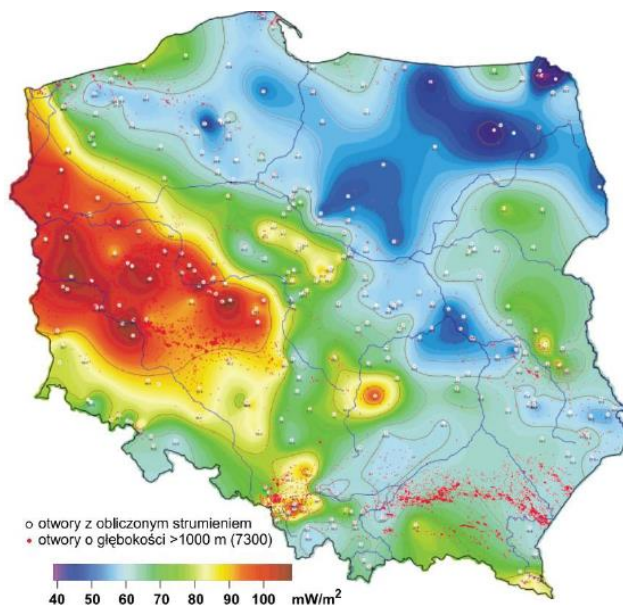 otwory z obliczonym strumieniem
otwory o głębokości >1000 m (7300)
40 50 60 70 80 90 100 mW/m²